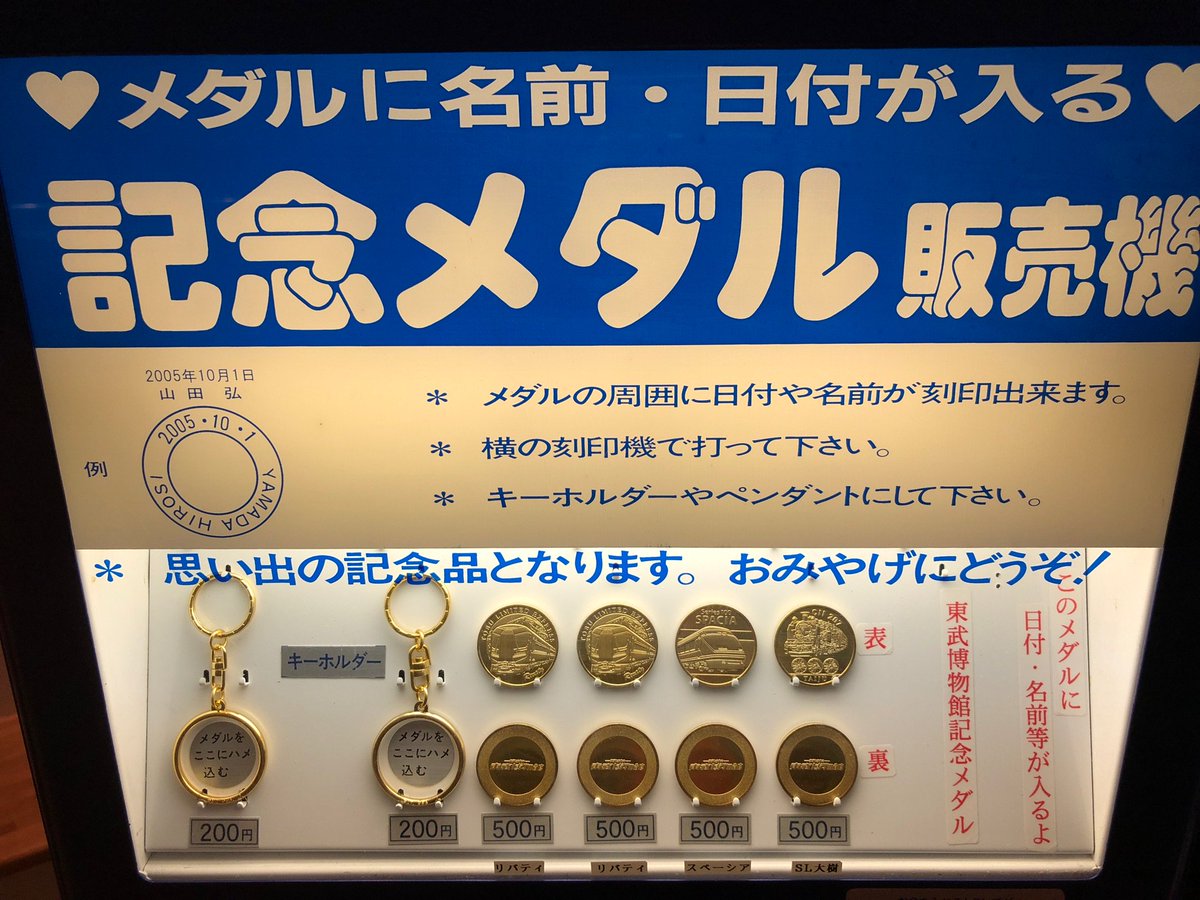 ♥メダルに名前・日付が入る♥
記念メダル販売機
2005年10月1日
山田 弘
例
2005・10・1
YAMADA HIROSI
* メダルの周囲に日付や名前が刻印出来ます。
* 横の刻印機で打って下さい。
* キーホルダーやペンダントにして下さい。
* 思い出の記念品となります。おみやげにどうぞ!
キーホルダー
TOBU LIMITED EXPRESS
TOBU LIMITED EXPRESS
Series 100
SPACIA
TAIJU
表
裏
このメダルに
日付・名前等が入るよ
東武博物館記念メダル
メダルを
ここにハメ
込む
メダルを
ここにハメ
込む
200円
200円
500円
500円
500円
500円
リバティ
リバティ
スペーシア
SL大樹